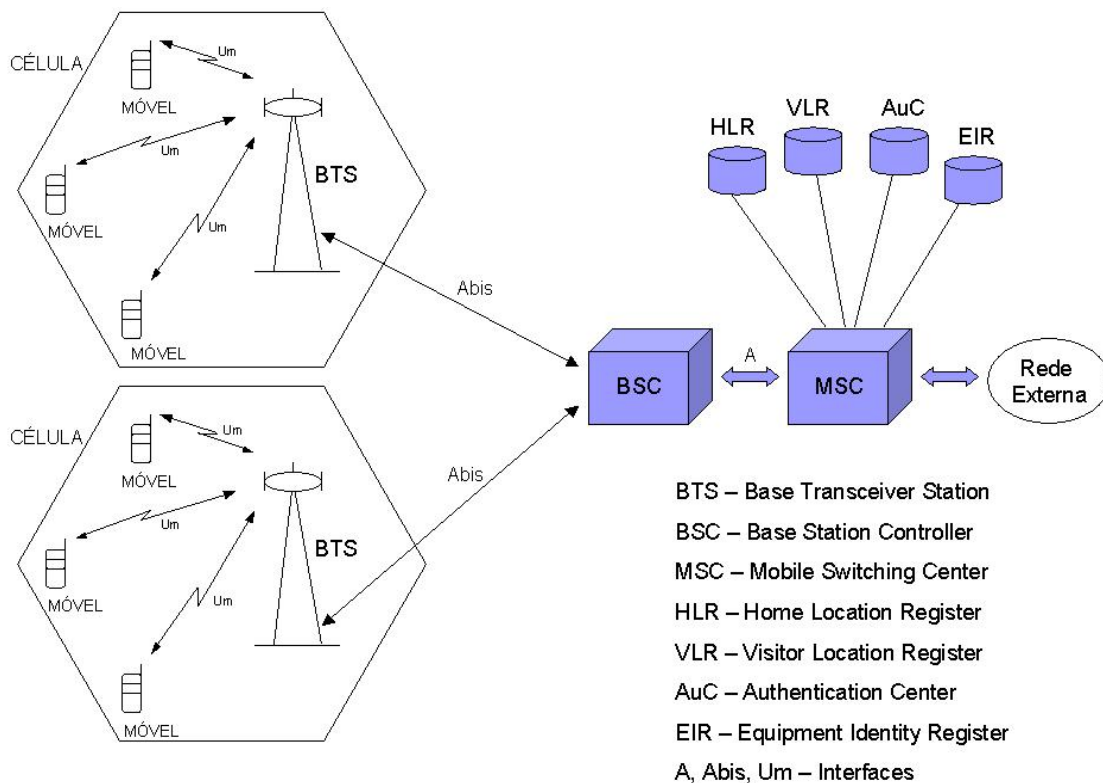 CÉLULA
MÓVEL
Um
MÓVEL
Um
MÓVEL
Um
BTS
Abis
CÉLULA
MÓVEL
Um
MÓVEL
Um
MÓVEL
Um
BTS
Abis
BSC
A
MSC
HLR
VLR
AuC
EIR
Rede
Externa
BTS – Base Transceiver Station
BSC – Base Station Controller
MSC – Mobile Switching Center
HLR – Home Location Register
VLR – Visitor Location Register
AuC – Authentication Center
EIR – Equipment Identity Register
A, Abis, Um – Interfaces